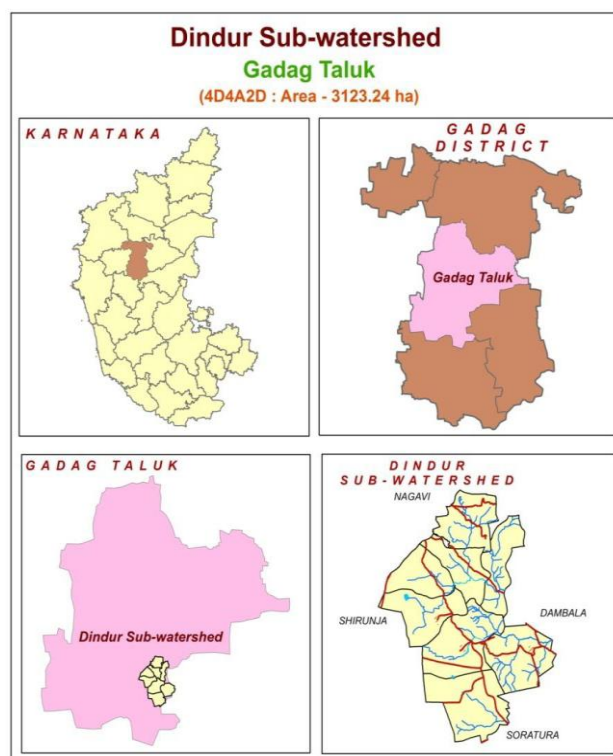 Dindur Sub-watershed
Gadag Taluk
(4D4A2D : Area - 3123.24 ha)
KARNATAKA
GADAG
DISTRICT
Gadag Taluk
GADAG TALUK
Dindur Sub-watershed
DINDUR
SUB-WATERSHED
NAGAVI
SHIRUNJA
DAMBALA
SORATURA